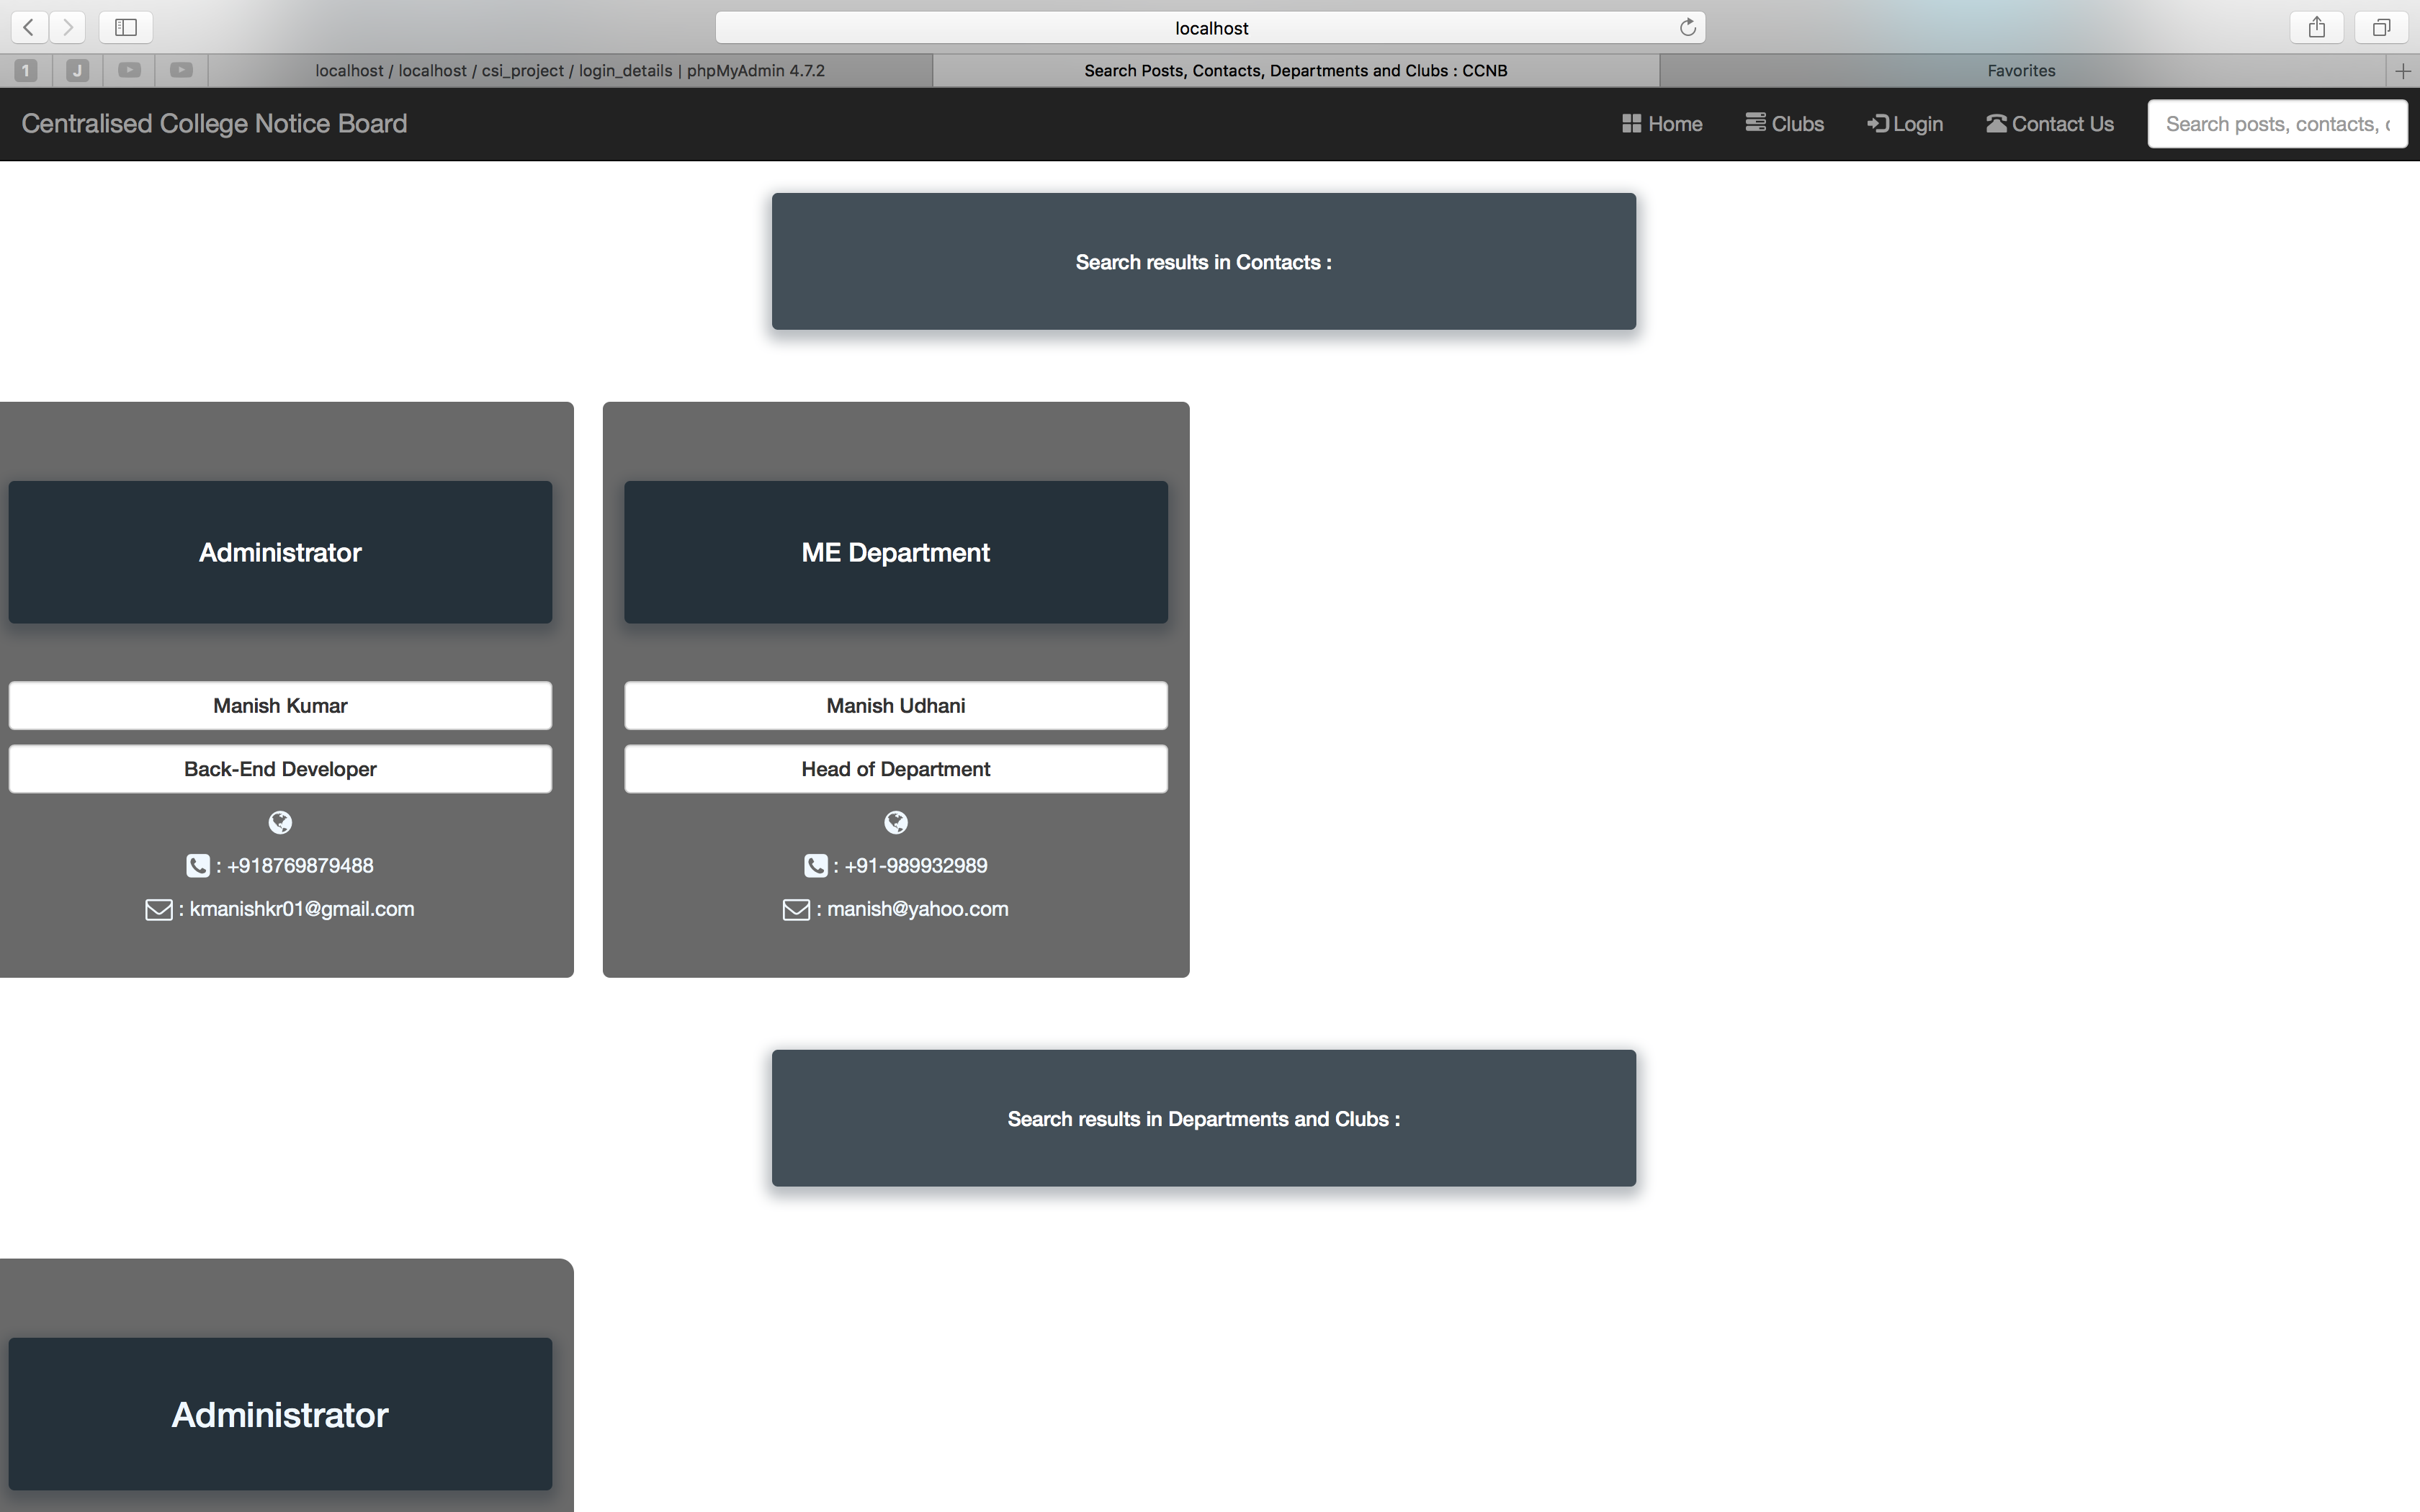 localhost
1
J
localhost / localhost / csi_project / login_details | phpMyAdmin 4.7.2
Search Posts, Contacts, Departments and Clubs : CCNB
Favorites
Centralised College Notice Board
Home
Clubs
Login
Contact Us
Search posts, contacts,
Search results in Contacts :
Administrator
Manish Kumar
Back-End Developer
: +918769879488
: kmanishkr01@gmail.com
ME Department
Manish Udhani
Head of Department
: +91-989932989
: manish@yahoo.com
Search results in Departments and Clubs :
Administrator